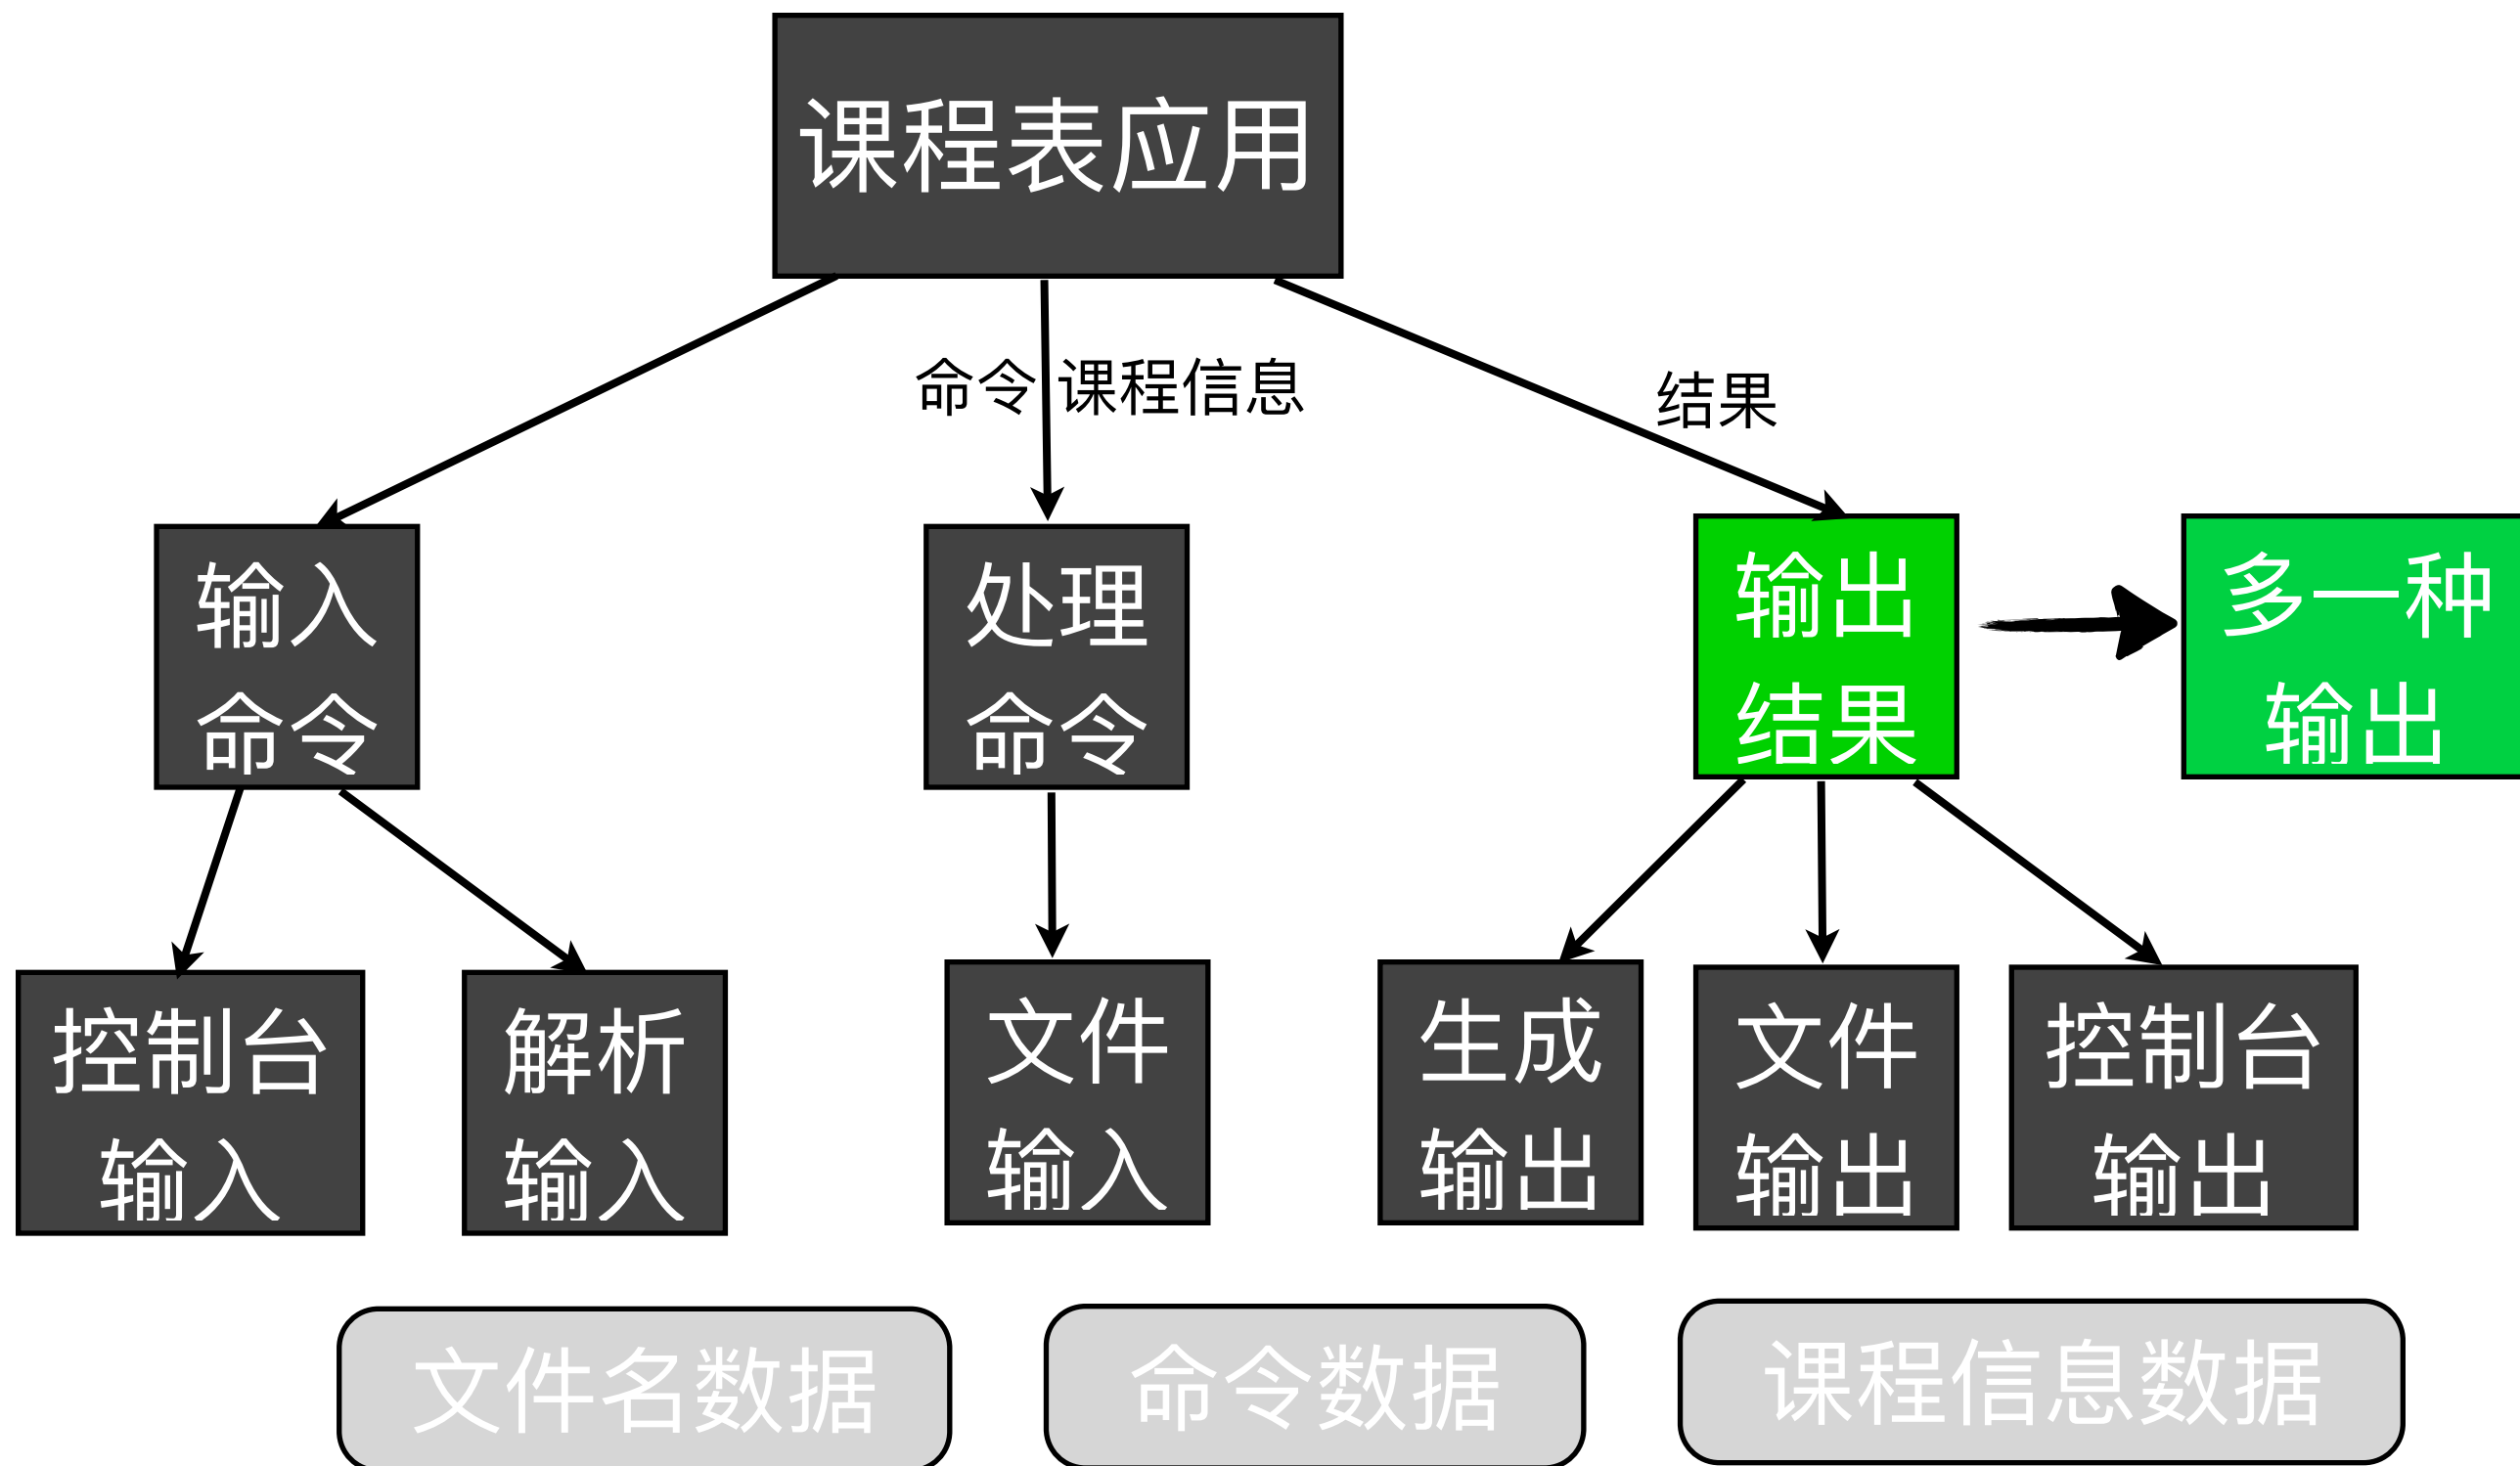 课程表应用
命令 课程信息
结果
输入
命令
处理
命令
输出
结果
多一种
输出
控制台
输入
解析
输入
文件
输入
生成
输出
文件
输出
控制台
输出
文件名数据
命令数据
课程信息数据